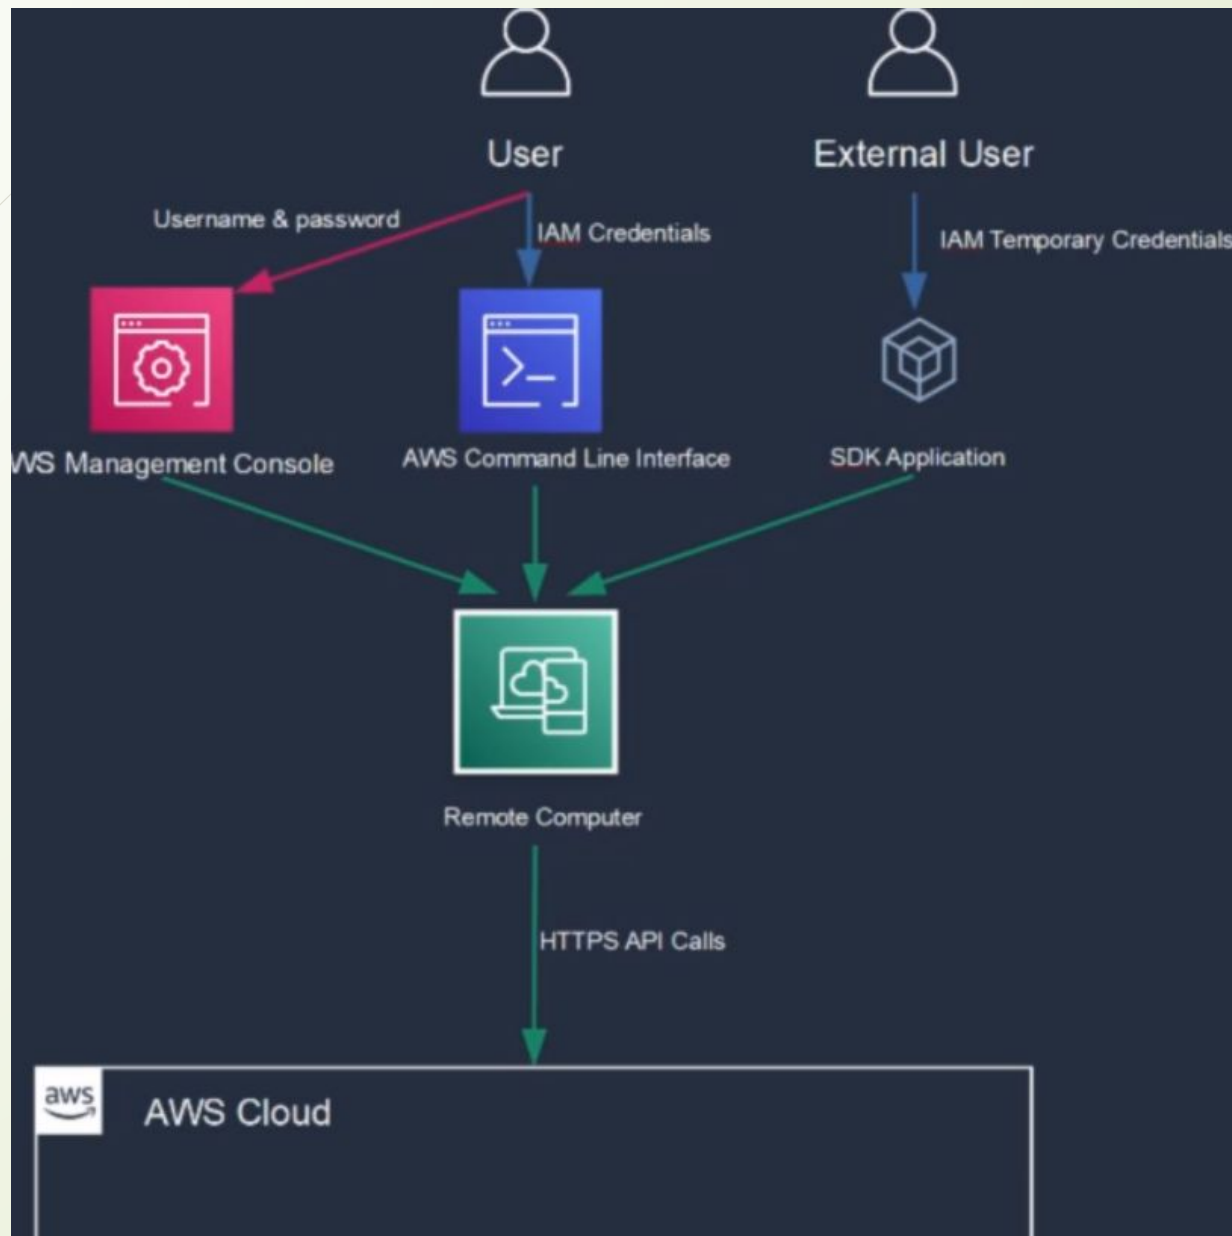 User
External User
Username & password
IAM Credentials
IAM Temporary Credentials
WS Management Console
AWS Command Line Interface
SDK Application
Remote Computer
HTTPS API Calls
aws
AWS Cloud